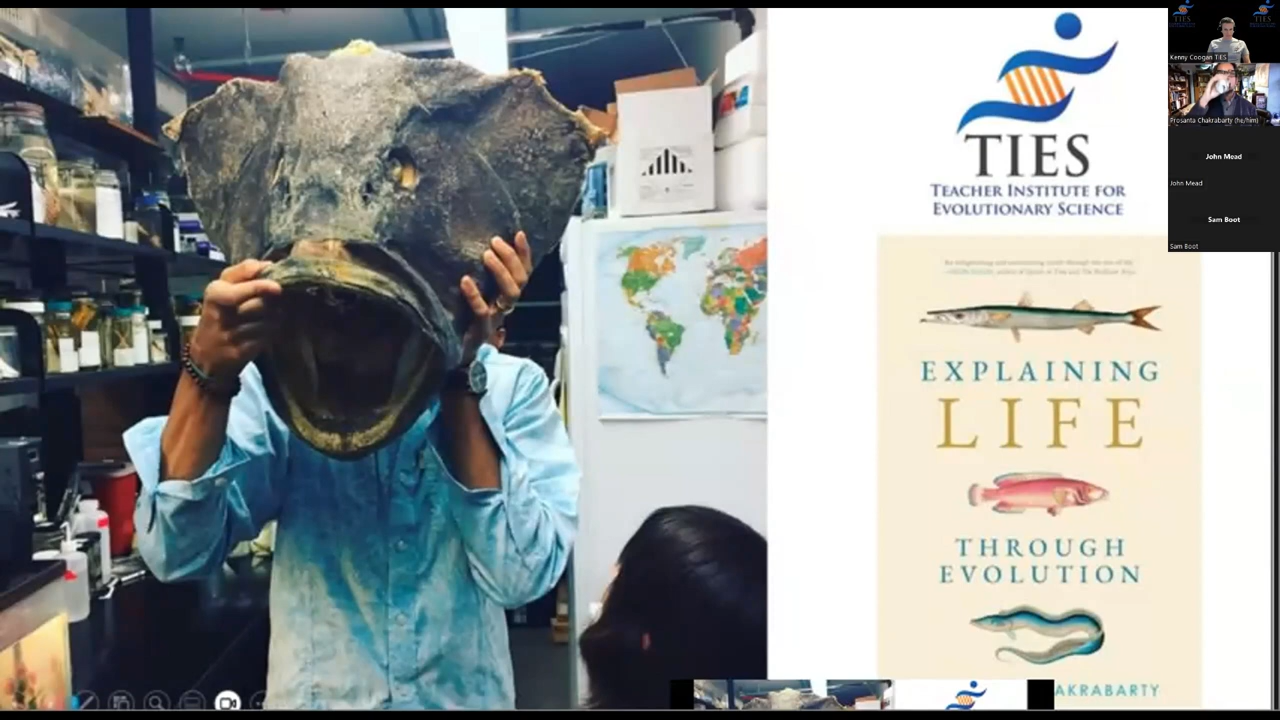 TIES
TEACHER INSTITUTE FOR
EVOLUTIONARY SCIENCE
EXPLAINING
LIFE
THROUGH
EVOLUTION
AKRABARTY
Kenny Coogan TIES
Prosanta Chakrabarty (he/him)
John Mead
John Mead
Sam Boot
Sam Boot